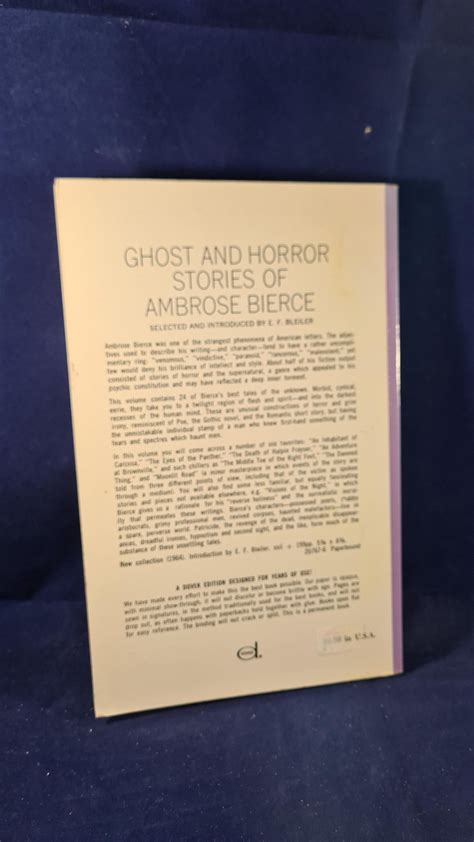 GHOST AND HORROR
STORIES OF
AMBROSE BIERCE
SELECTED AND INTRODUCED BY E. F. BLEILER
Ambrose Bierce was one of the strangest phenomena of American letters. The adjec-
tives used to describe his writing—and character—tend to have a rather uncompli-
mentary ring: "venomous," "vindictive," "paranoid," "rancorous," "malevolent;" yet
few would deny his brilliance of intellect and style. About half of his fiction output
consisted of stories of horror and the supernatural, a genre which appealed to his
psychic constitution and may have reflected a deep inner torment.
This volume contains 24 of Bierce's best tales of the unknown. Morbid, cynical,
eerie, they take you to a twilight region of flesh and spirit—and into the darkest
recesses of the human mind. These are unusual constructions of horror and grim
irony, reminiscent of Poe, the Gothic novel, and the Romantic short story, but having
the unmistakable individual stamp of a man who knew first-hand something of the
fears and spectres which haunt men.
In this volume you will come across a number of old favorites: "An Inhabitant of
Carcosa," "The Eyes of the Panther," "The Death of Halpin Frayser," "An Adventure
at Brownville," and such chillers as "The Middle Toe of the Right Foot," "The Damned
Thing," and "Moonlit Road" (a minor masterpiece in which events of the story are
told from three different points of view, including that of the victim as spoken
through a medium). You will also find some less familiar, but equally fascinating
stories and pieces not available elsewhere, e.g. "Visions of the Night," in which
Bierce gives us a rationale for his "reverse holiness" and the surrealistic
ity that permeates these writings. Bierce's characters—possessed poets,
aristocrats, grimy professional men, revived corpses, haunted malefactors—live in
a spare, perverse world. Patricide, the revenge of the dead, inexplicable disappear-
ances, dreadful ironies, hypnotism and second sight, and the like, form much of the
substance of these unsettling tales.
New collection (1964). Introduction by E. F. Bleiler. 199pp. 5⅜ x 8½.
20767-6 Paperbound
A DOVER EDITION DESIGNED FOR YEARS OF USE!
We have made every effort to make this the best book possible. Our paper is opaque,
with minimal show-through; it will not discolor or become brittle with age. Pages are
sewn in signatures, in the method traditionally used for the best books, and will not
drop out, as often happens with paperbacks held together with glue. Books open flat
for easy reference. The binding will not crack or split. This is a permanent book.
in U.S.A.